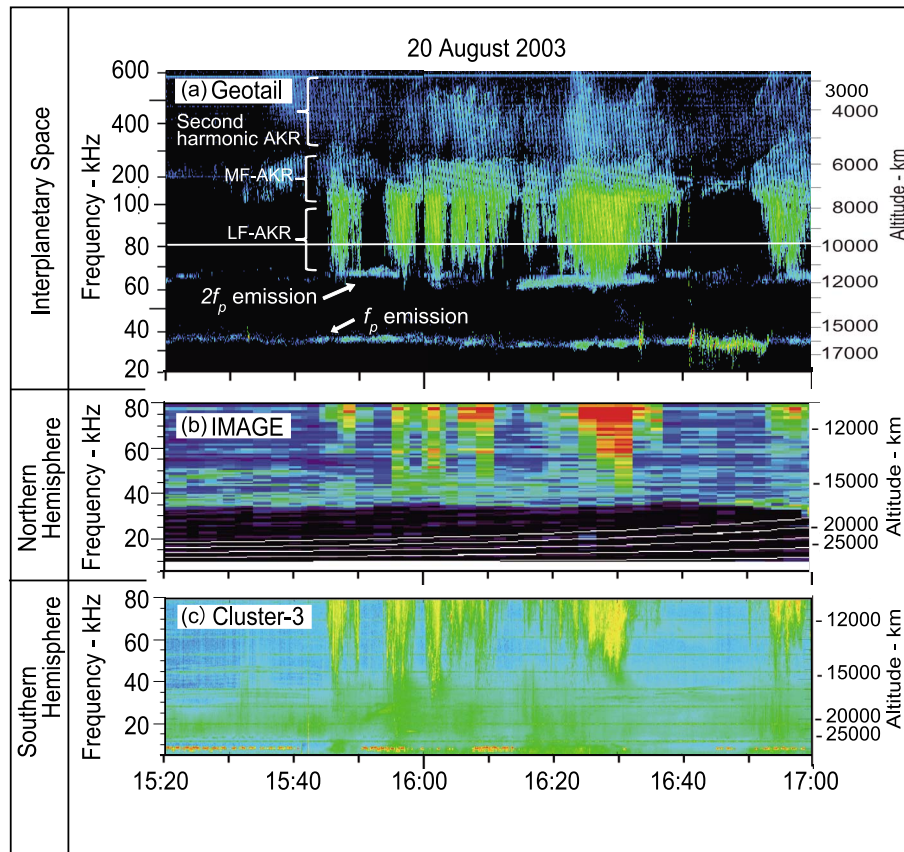 20 August 2003
Interplanetary Space
Frequency - kHz
600
400
200
100
80
60
40
20
(a) Geotail
Second
harmonic AKR
MF-AKR
LF-AKR
2fp emission
fp emission
3000
4000
6000
8000
10000
12000
15000
17000
Altitude - km
Northern
Hemisphere
Frequency - kHz
80
60
40
20
(b) IMAGE
12000
15000
20000
25000
Altitude - km
Southern
Hemisphere
Frequency - kHz
80
60
40
20
(c) Cluster-3
12000
15000
20000
25000
Altitude - km
15:20 15:40 16:00 16:20 16:40 17:00